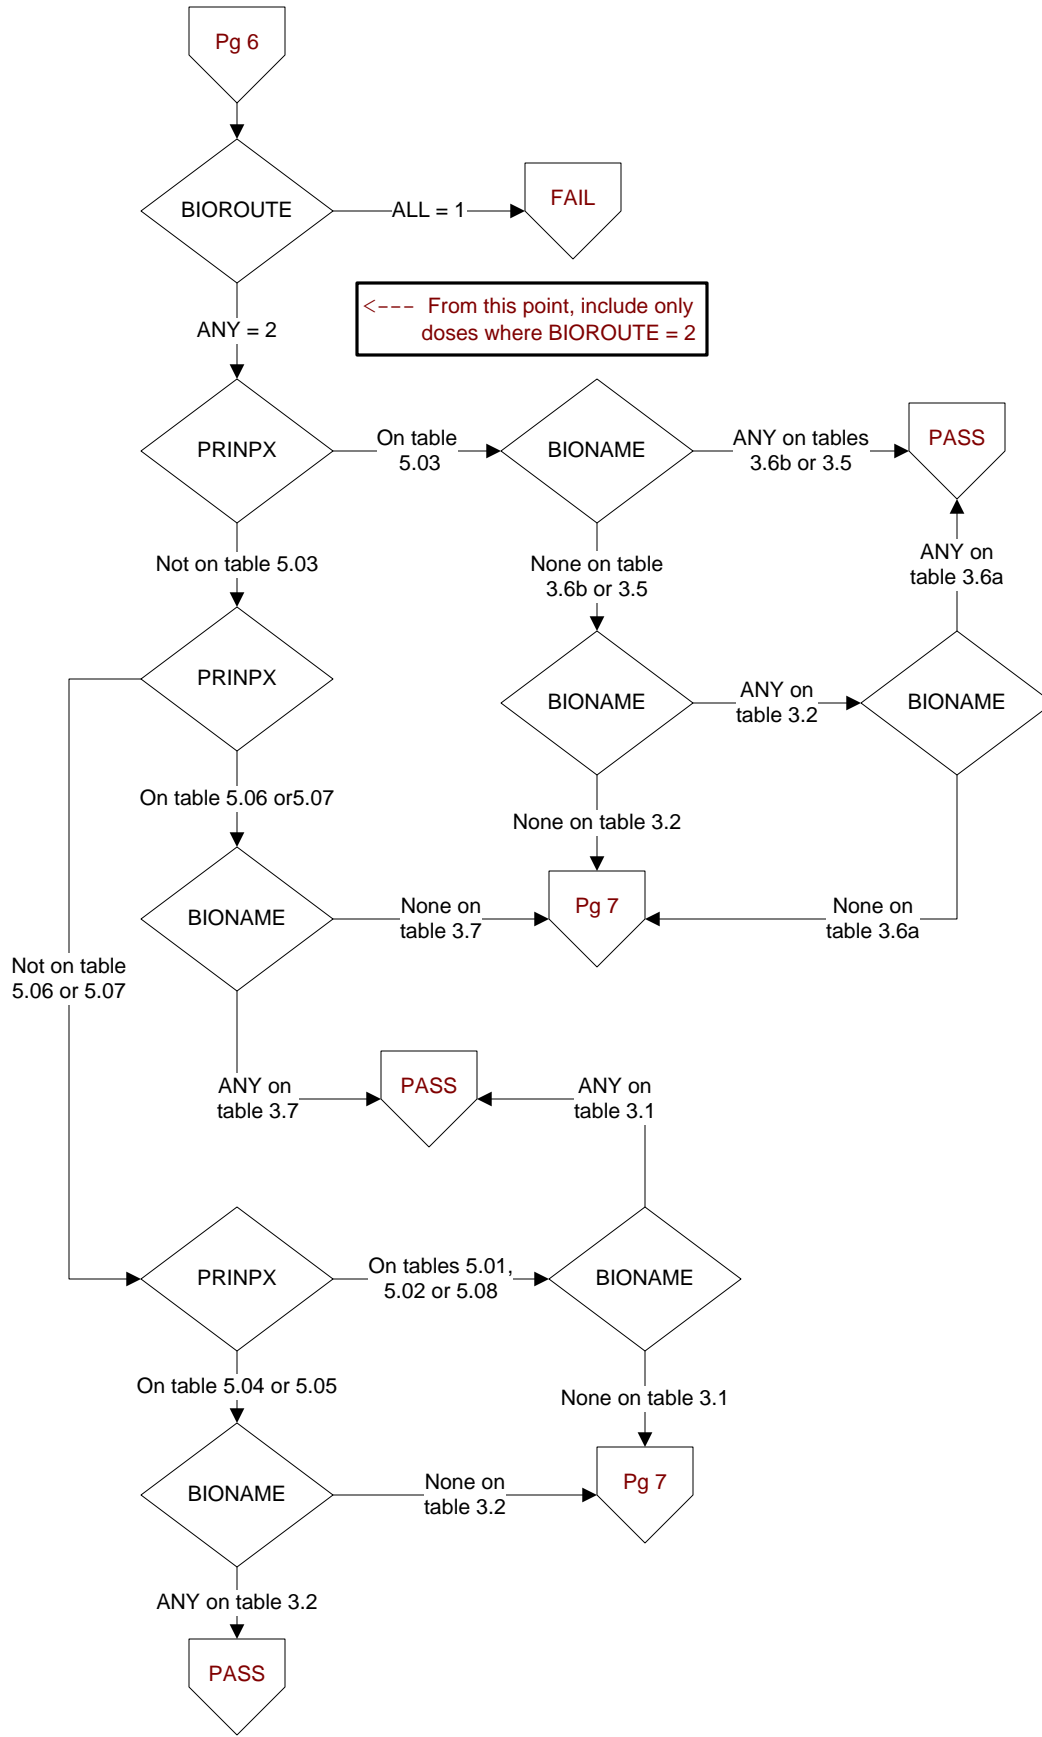 Pg 6
BIOROUTE
ALL = 1
FAIL
<--- From this point, include only
doses where BIOROUTE = 2
ANY = 2
PRINPX
On table
5.03
BIONAME
ANY on tables
3.6b or 3.5
PASS
Not on table 5.03
None on table
3.6b or 3.5
ANY on
table 3.6a
PRINPX
BIONAME
ANY on
table 3.2
BIONAME
On table 5.06 or5.07
None on table 3.2
BIONAME
None on
table 3.7
Pg 7
None on
table 3.6a
Not on table
5.06 or 5.07
ANY on
table 3.7
PASS
ANY on
table 3.1
PRINPX
On tables 5.01,
5.02 or 5.08
BIONAME
On table 5.04 or 5.05
None on table 3.1
BIONAME
None on
table 3.2
Pg 7
ANY on table 3.2
PASS